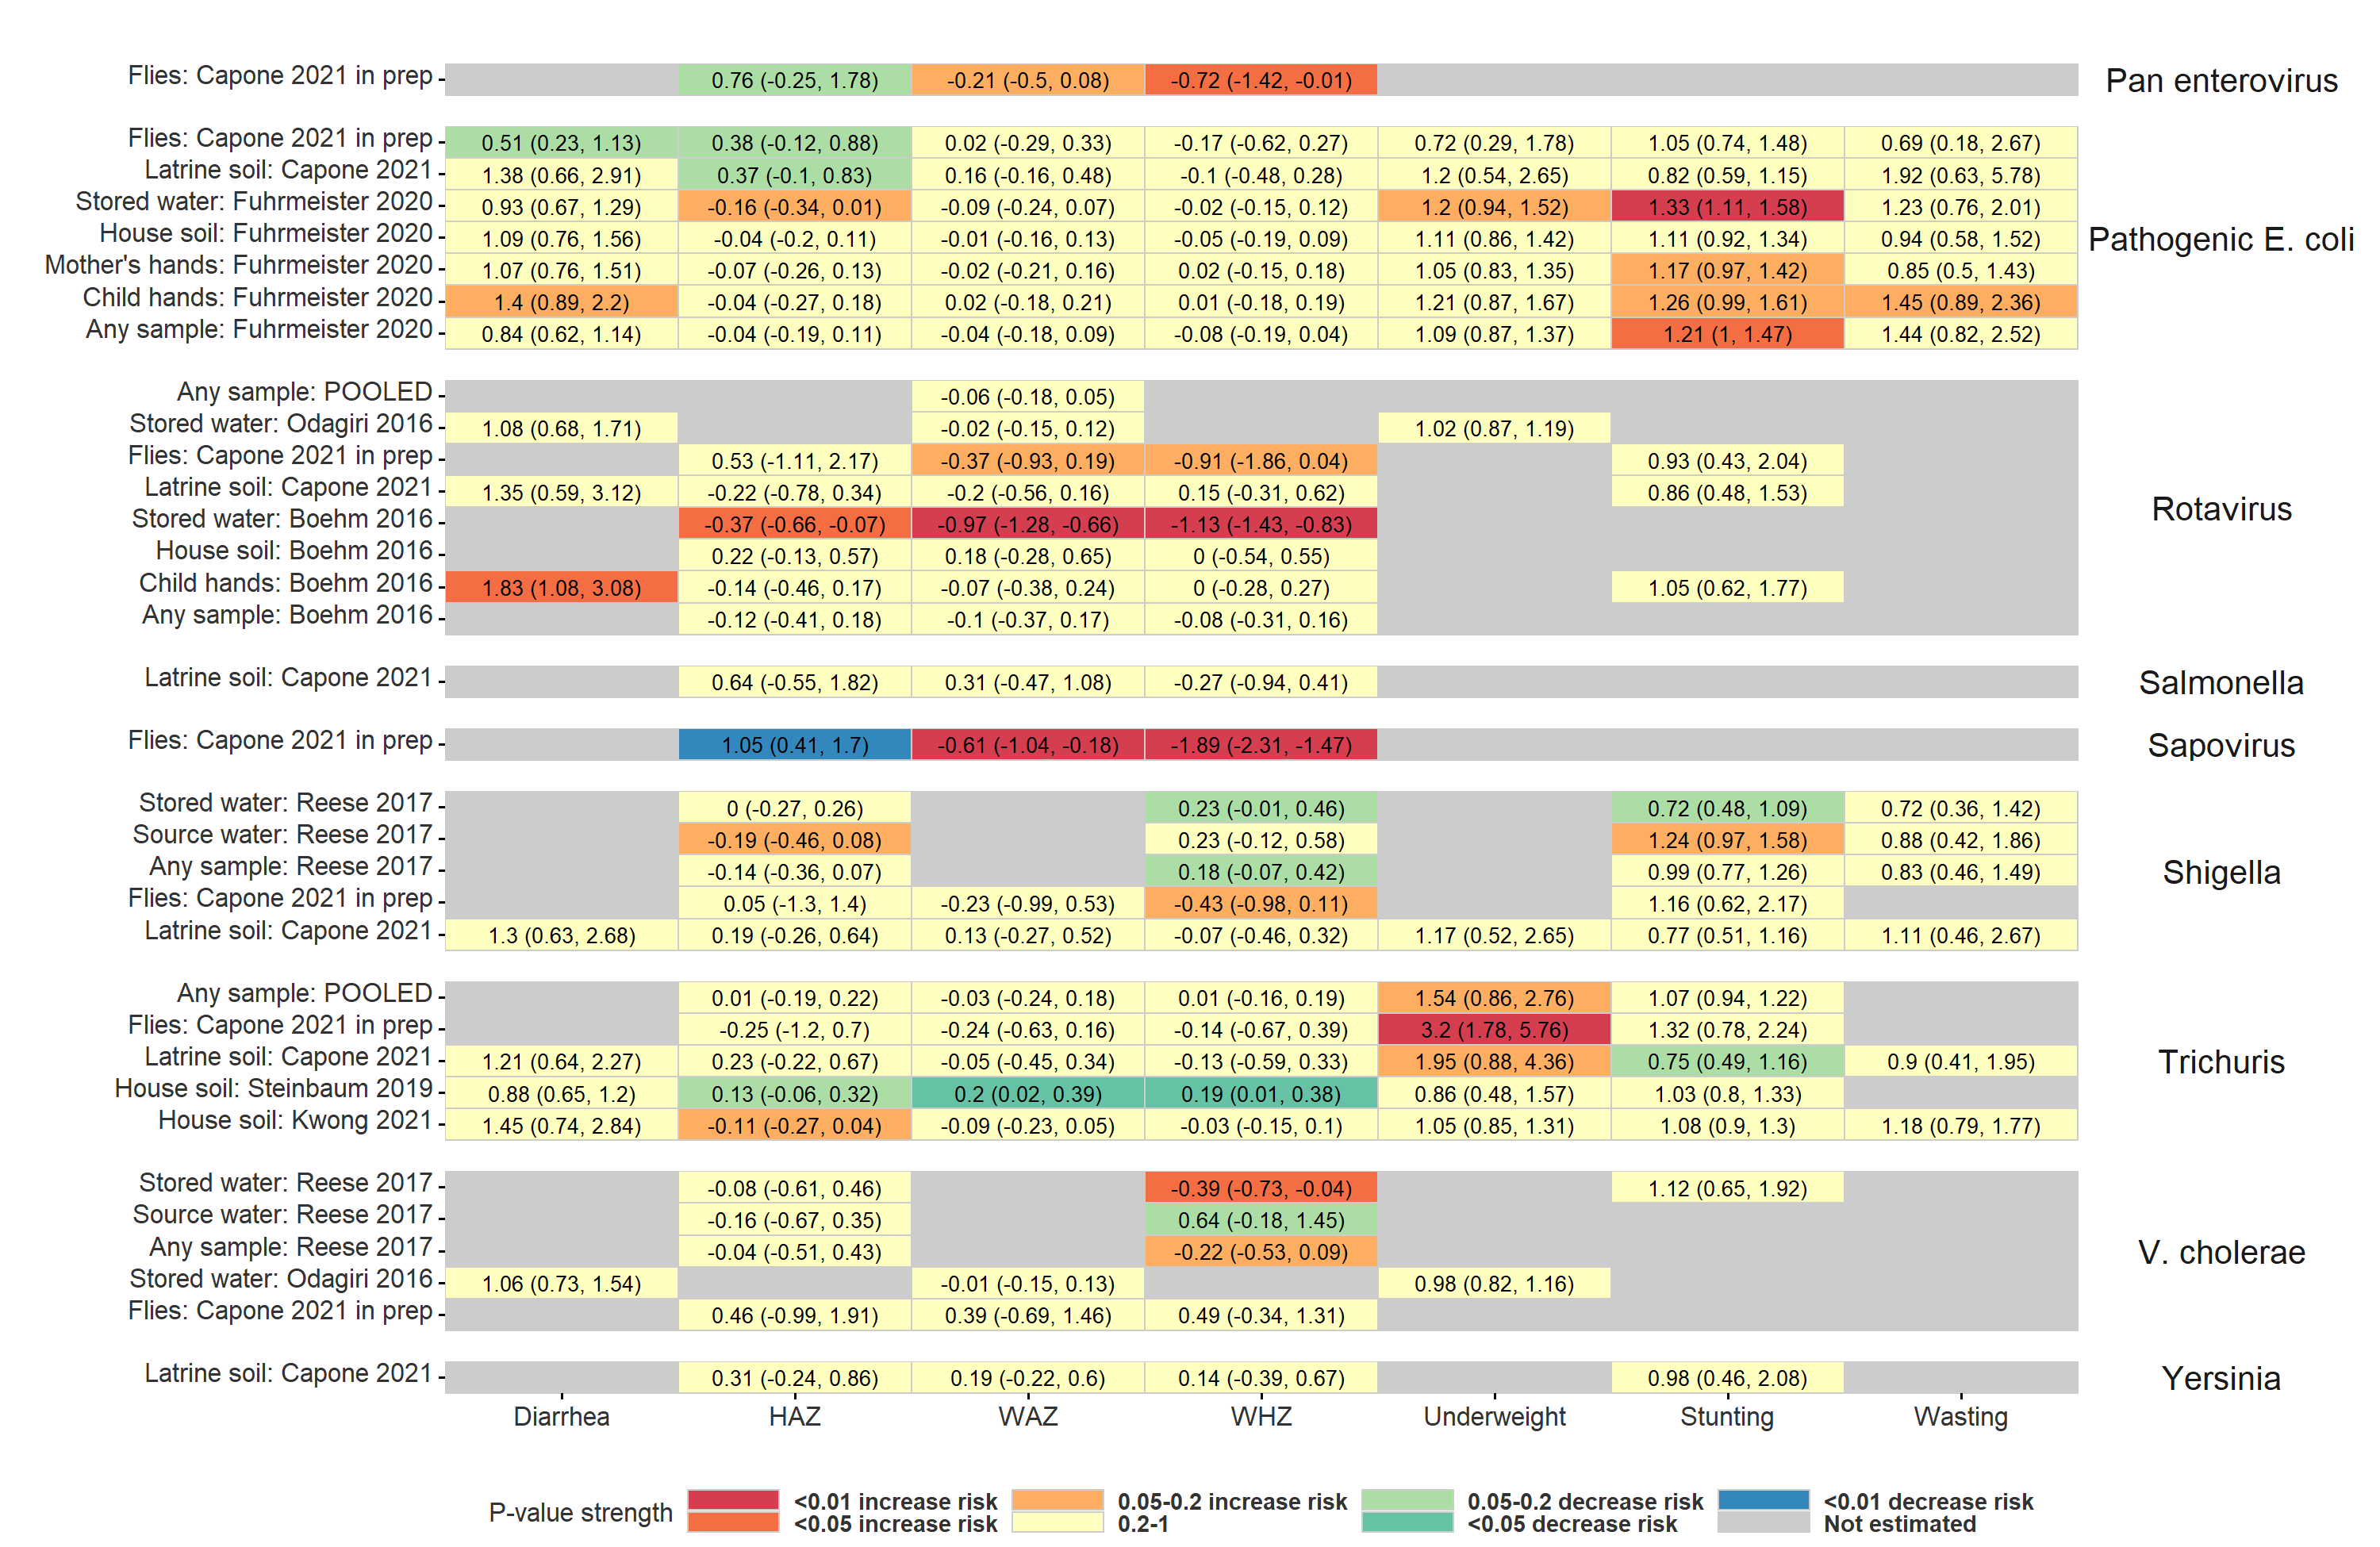 Flies: Capone 2021 in prep 0.76 (-0.25, 1.78) -0.21 (-0.5, 0.08) -0.72 (-1.42, -0.01) Pan enterovirus
Flies: Capone 2021 in prep 0.51 (0.23, 1.13) 0.38 (-0.12, 0.88) 0.02 (-0.29, 0.33) -0.17 (-0.62, 0.27) 0.72 (0.29, 1.78) 1.05 (0.74, 1.48) 0.69 (0.18, 2.67)
Latrine soil: Capone 2021 1.38 (0.66, 2.91) 0.37 (-0.1, 0.83) 0.16 (-0.16, 0.48) -0.1 (-0.48, 0.28) 1.2 (0.54, 2.65) 0.82 (0.59, 1.15) 1.92 (0.63, 5.78)
Stored water: Fuhrmeister 2020 0.93 (0.67, 1.29) -0.16 (-0.34, 0.01) -0.09 (-0.24, 0.07) -0.02 (-0.15, 0.12) 1.2 (0.94, 1.52) 1.33 (1.11, 1.58) 1.23 (0.76, 2.01)
House soil: Fuhrmeister 2020 1.09 (0.76, 1.56) -0.04 (-0.2, 0.11) -0.01 (-0.16, 0.13) -0.05 (-0.19, 0.09) 1.11 (0.86, 1.42) 1.11 (0.92, 1.34) 0.94 (0.58, 1.52) Pathogenic E. coli
Mother's hands: Fuhrmeister 2020 1.07 (0.76, 1.51) -0.07 (-0.26, 0.13) -0.02 (-0.21, 0.16) 0.02 (-0.15, 0.18) 1.05 (0.83, 1.35) 1.17 (0.97, 1.42) 0.85 (0.5, 1.43)
Child hands: Fuhrmeister 2020 1.4 (0.89, 2.2) -0.04 (-0.27, 0.18) 0.02 (-0.18, 0.21) 0.01 (-0.18, 0.19) 1.21 (0.87, 1.67) 1.26 (0.99, 1.61) 1.45 (0.89, 2.36)
Any sample: Fuhrmeister 2020 0.84 (0.62, 1.14) -0.04 (-0.19, 0.11) -0.04 (-0.18, 0.09) -0.08 (-0.19, 0.04) 1.09 (0.87, 1.37) 1.21 (1, 1.47) 1.44 (0.82, 2.52)
Any sample: POOLED -0.06 (-0.18, 0.05)
Stored water: Odagiri 2016 1.08 (0.68, 1.71) -0.02 (-0.15, 0.12) 1.02 (0.87, 1.19)
Flies: Capone 2021 in prep 0.53 (-1.11, 2.17) -0.37 (-0.93, 0.19) -0.91 (-1.86, 0.04) 0.93 (0.43, 2.04)
Latrine soil: Capone 2021 1.35 (0.59, 3.12) -0.22 (-0.78, 0.34) -0.2 (-0.56, 0.16) 0.15 (-0.31, 0.62) 0.86 (0.48, 1.53)
Stored water: Boehm 2016 -0.37 (-0.66, -0.07) -0.97 (-1.28, -0.66) -1.13 (-1.43, -0.83) Rotavirus
House soil: Boehm 2016 0.22 (-0.13, 0.57) 0.18 (-0.28, 0.65) 0 (-0.54, 0.55)
Child hands: Boehm 2016 1.83 (1.08, 3.08) -0.14 (-0.46, 0.17) -0.07 (-0.38, 0.24) 0 (-0.28, 0.27) 1.05 (0.62, 1.77)
Any sample: Boehm 2016 -0.12 (-0.41, 0.18) -0.1 (-0.37, 0.17) -0.08 (-0.31, 0.16)
Latrine soil: Capone 2021 0.64 (-0.55, 1.82) 0.31 (-0.47, 1.08) -0.27 (-0.94, 0.41) Salmonella
Flies: Capone 2021 in prep 1.05 (0.41, 1.7) -0.61 (-1.04, -0.18) -1.89 (-2.31, -1.47) Sapovirus
Stored water: Reese 2017 0 (-0.27, 0.26) 0.23 (-0.01, 0.46) 0.72 (0.48, 1.09) 0.72 (0.36, 1.42)
Source water: Reese 2017 -0.19 (-0.46, 0.08) 0.23 (-0.12, 0.58) 1.24 (0.97, 1.58) 0.88 (0.42, 1.86)
Any sample: Reese 2017 -0.14 (-0.36, 0.07) 0.18 (-0.07, 0.42) 0.99 (0.77, 1.26) 0.83 (0.46, 1.49) Shigella
Flies: Capone 2021 in prep 0.05 (-1.3, 1.4) -0.23 (-0.99, 0.53) -0.43 (-0.98, 0.11) 1.16 (0.62, 2.17)
Latrine soil: Capone 2021 1.3 (0.63, 2.68) 0.19 (-0.26, 0.64) 0.13 (-0.27, 0.52) -0.07 (-0.46, 0.32) 1.17 (0.52, 2.65) 0.77 (0.51, 1.16) 1.11 (0.46, 2.67)
Any sample: POOLED 0.01 (-0.19, 0.22) -0.03 (-0.24, 0.18) 0.01 (-0.16, 0.19) 1.54 (0.86, 2.76) 1.07 (0.94, 1.22)
Flies: Capone 2021 in prep -0.25 (-1.2, 0.7) -0.24 (-0.63, 0.16) -0.14 (-0.67, 0.39) 3.2 (1.78, 5.76) 1.32 (0.78, 2.24)
Latrine soil: Capone 2021 1.21 (0.64, 2.27) 0.23 (-0.22, 0.67) -0.05 (-0.45, 0.34) -0.13 (-0.59, 0.33) 1.95 (0.88, 4.36) 0.75 (0.49, 1.16) 0.9 (0.41, 1.95) Trichuris
House soil: Steinbaum 2019 0.88 (0.65, 1.2) 0.13 (-0.06, 0.32) 0.2 (0.02, 0.39) 0.19 (0.01, 0.38) 0.86 (0.48, 1.57) 1.03 (0.8, 1.33)
House soil: Kwong 2021 1.45 (0.74, 2.84) -0.11 (-0.27, 0.04) -0.09 (-0.23, 0.05) -0.03 (-0.15, 0.1) 1.05 (0.85, 1.31) 1.08 (0.9, 1.3) 1.18 (0.79, 1.77)
Stored water: Reese 2017 -0.08 (-0.61, 0.46) -0.39 (-0.73, -0.04) 1.12 (0.65, 1.92)
Source water: Reese 2017 -0.16 (-0.67, 0.35) 0.64 (-0.18, 1.45)
Any sample: Reese 2017 -0.04 (-0.51, 0.43) -0.22 (-0.53, 0.09) V. cholerae
Stored water: Odagiri 2016 1.06 (0.73, 1.54) -0.01 (-0.15, 0.13) 0.98 (0.82, 1.16)
Flies: Capone 2021 in prep 0.46 (-0.99, 1.91) 0.39 (-0.69, 1.46) 0.49 (-0.34, 1.31)
Latrine soil: Capone 2021 0.31 (-0.24, 0.86) 0.19 (-0.22, 0.6) 0.14 (-0.39, 0.67) 0.98 (0.46, 2.08) Yersinia
Diarrhea HAZ WAZ WHZ Underweight Stunting Wasting
P-value strength
<0.01 increase risk 0.05-0.2 increase risk 0.05-0.2 decrease risk <0.01 decrease risk
<0.05 increase risk 0.2-1 <0.05 decrease risk Not estimated